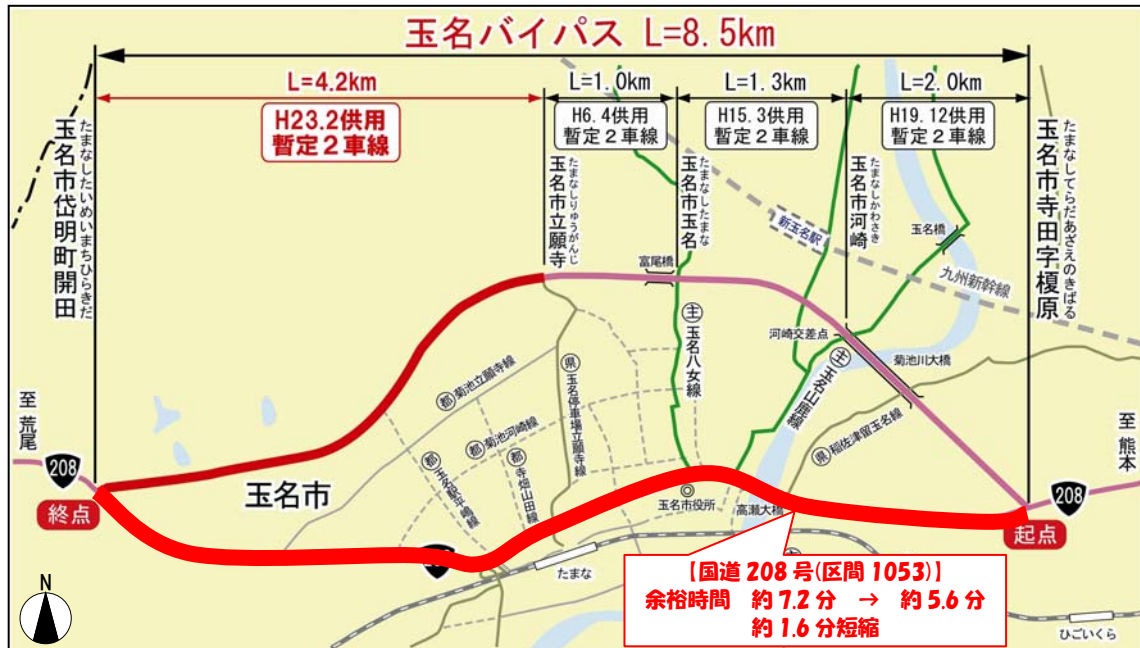 玉名バイパス L=8.5km
L=4.2km
H23.2供用
暫定２車線
L=1.0km
H6.4供用
暫定２車線
L=1.3km
H15.3供用
暫定２車線
L=2.0km
H19.12供用
暫定２車線
玉名市岱明町開田
たまなしたいめいまちひらきだ
玉名市立願寺
たまなしりゅうがんじ
玉名市玉名
たまなしたまな
玉名市河崎
たまなしかわさき
玉名市寺田字榎原
たまなしてらだあざえのきばる
新玉名駅
玉名橋
九州新幹線
富尾橋
主 玉名八女線
河崎交差点
主 玉名山鹿線
菊池川大橋
都 菊池立願寺線
県 玉名停車場立願寺線
都 菊池河崎線
県 稲佐津留玉名線
都 玉名駅平嶋線
都 寺畑山田線
至 荒尾
208
終点
玉名市
玉名市役所
高瀬大橋
至 熊本
208
起点
たまな
【国道 208 号(区間 1053)】
余裕時間 約 7.2 分 → 約 5.6 分
約 1.6 分短縮
ひごいくら
N